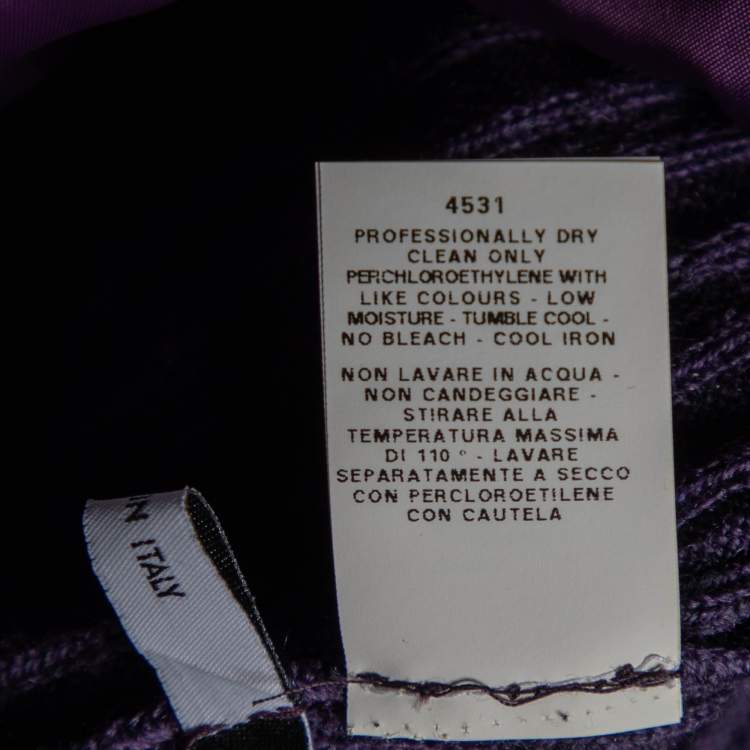 4531
PROFESSIONALLY DRY
CLEAN ONLY
PERCHLOROETHYLENE WITH
LIKE COLOURS - LOW
MOISTURE - TUMBLE COOL -
NO BLEACH - COOL IRON
NON LAVARE IN ACQUA -
NON CANDEGGIARE -
STIRARE ALLA
TEMPERATURA MASSIMA
DI 110 ° - LAVARE
SEPARATAMENTE A SECCO
CON PERCLOROETILENE
CON CAUTELA
IN ITALY